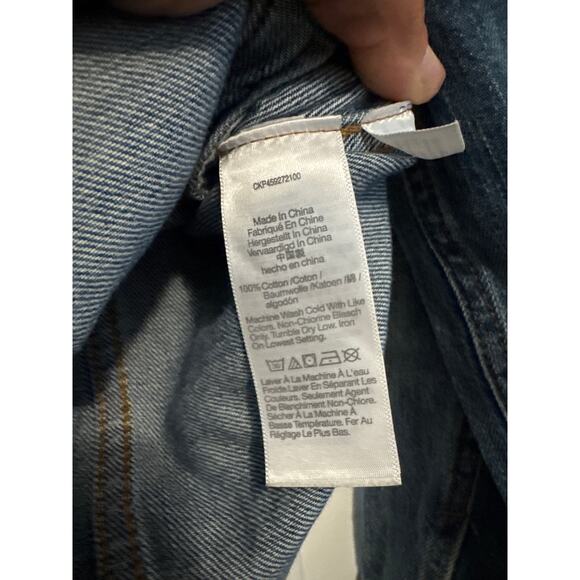 CKP459272100
Made In China
Fabriqué En Chine
Hergestellt In China
Vervaardigd In China
中国製
hecho en china
100% Cotton /Coton /
Baumwolle /Katoen /綿 /
algodón
Machine Wash Cold With Like
Colors. Non-Chlorine Bleach
Only. Tumble Dry Low. Iron
On Lowest Setting.
Laver À La Machine À L'eau
Froide.Laver En Séparant Les
Couleurs. Seulement Agent
De Blanchiment Non-Chlore.
Sécher À La Machine À
Basse Température. Fer Au
Réglage Le Plus Bas.